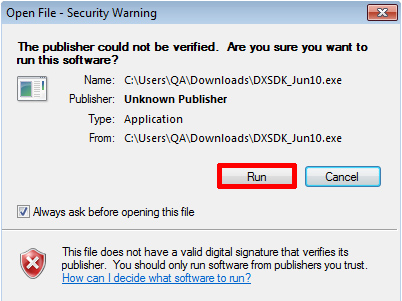 Open File - Security Warning
The publisher could not be verified.  Are you sure you want to
run this software?
Name: C:\Users\QA\Downloads\DXSDK_Jun10.exe
Publisher: Unknown Publisher
Type: Application
From: C:\Users\QA\Downloads\DXSDK_Jun10.exe
Run Cancel
Always ask before opening this file
This file does not have a valid digital signature that verifies its
publisher.  You should only run software from publishers you trust.
How can I decide what software to run?